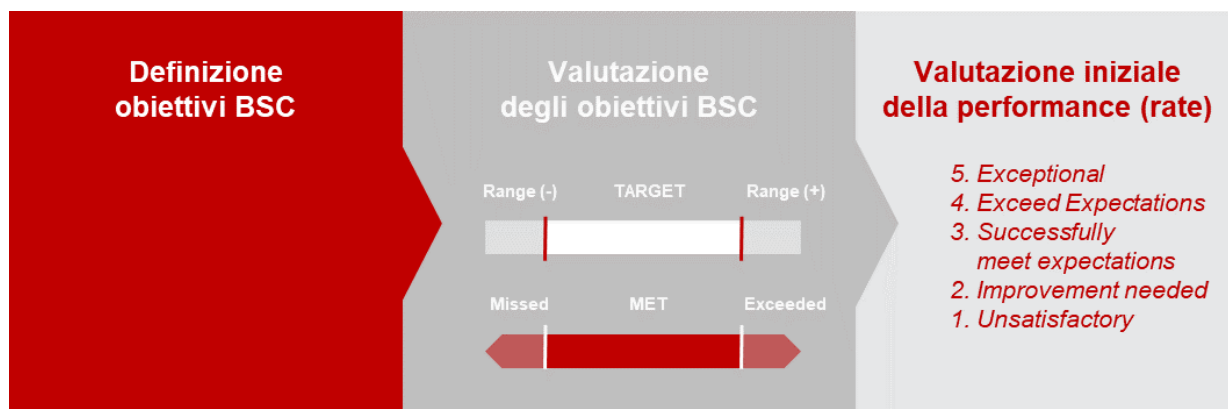 Definizione
obiettivi BSC
Valutazione
degli obiettivi BSC
Range (-) TARGET Range (+)
Missed MET Exceeded
Valutazione iniziale
della performance (rate)
5. Exceptional
4. Exceed Expectations
3. Successfully
meet expectations
2. Improvement needed
1. Unsatisfactory